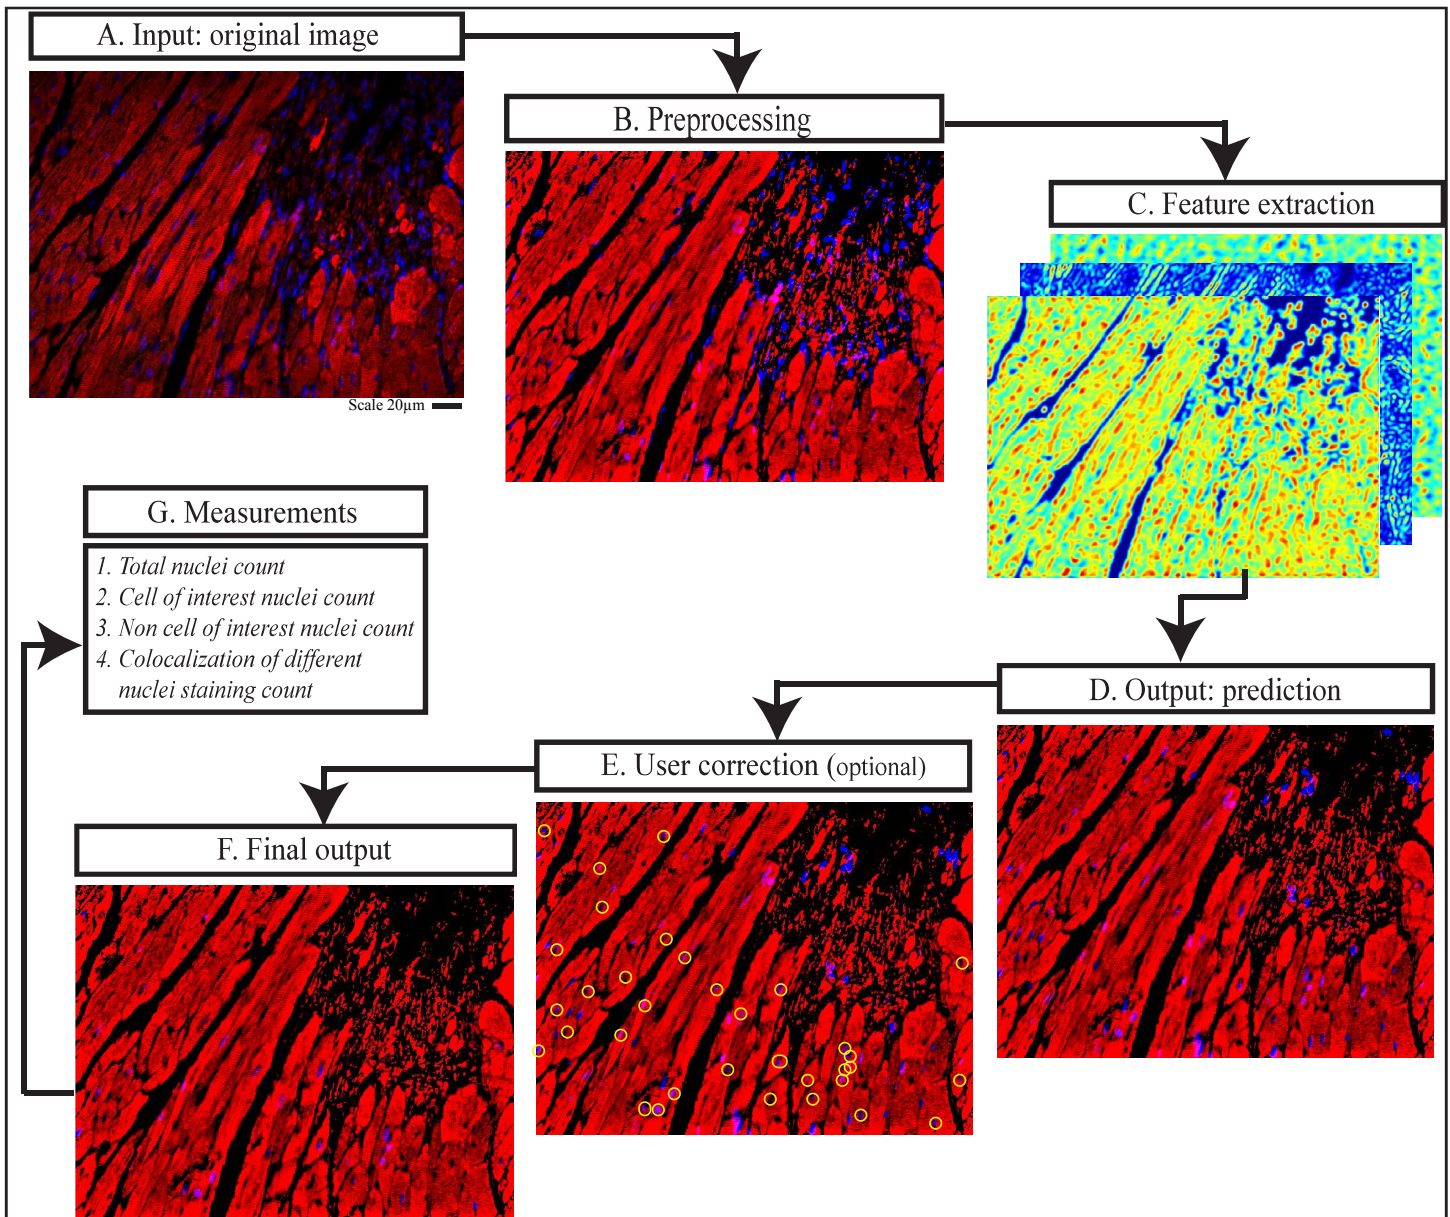 A. Input: original image
Scale 20µm
B. Preprocessing
C. Feature extraction
D. Output: prediction
E. User correction (optional)
F. Final output
G. Measurements
1. Total nuclei count
2. Cell of interest nuclei count
3. Non cell of interest nuclei count
4. Colocalization of different
nuclei staining count